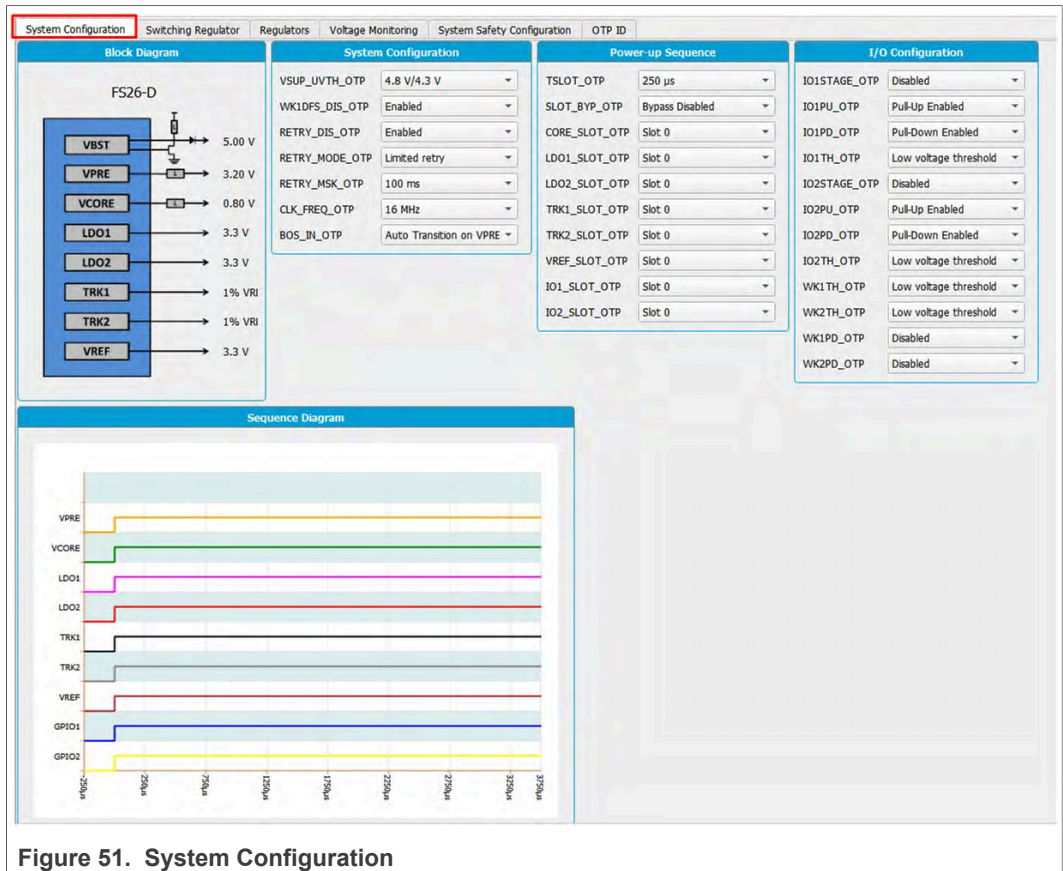 System Configuration Switching Regulator Regulators Voltage Monitoring System Safety Configuration OTP ID
Block Diagram
FS26-D
VBST 5.00 V
VPRE L 3.20 V
VCORE L 0.80 V
LDO1 3.3 V
LDO2 3.3 V
TRK1 1% VRI
TRK2 1% VRI
VREF 3.3 V
System Configuration
VSUP_UVTH_OTP 4.8 V/4.3 V
WK1DFS_DIS_OTP Enabled
RETRY_DIS_OTP Enabled
RETRY_MODE_OTP Limited retry
RETRY_MSK_OTP 100 ms
CLK_FREQ_OTP 16 MHz
BOS_IN_OTP Auto Transition on VPRE
Power-up Sequence
TSLOT_OTP 250 µs
SLOT_BYP_OTP Bypass Disabled
CORE_SLOT_OTP Slot 0
LDO1_SLOT_OTP Slot 0
LDO2_SLOT_OTP Slot 0
TRK1_SLOT_OTP Slot 0
TRK2_SLOT_OTP Slot 0
VREF_SLOT_OTP Slot 0
IO1_SLOT_OTP Slot 0
IO2_SLOT_OTP Slot 0
I/O Configuration
IO1STAGE_OTP Disabled
IO1PU_OTP Pull-Up Enabled
IO1PD_OTP Pull-Down Enabled
IO1TH_OTP Low voltage threshold
IO2STAGE_OTP Disabled
IO2PU_OTP Pull-Up Enabled
IO2PD_OTP Pull-Down Enabled
IO2TH_OTP Low voltage threshold
WK1TH_OTP Low voltage threshold
WK2TH_OTP Low voltage threshold
WK1PD_OTP Disabled
WK2PD_OTP Disabled
Sequence Diagram
VPRE
VCORE
LDO1
LDO2
TRK1
TRK2
VREF
GPIO1
GPIO2
-250µs 250µs 750µs 1250µs 1750µs 2250µs 2750µs 3250µs 3750µs
Figure 51. System Configuration